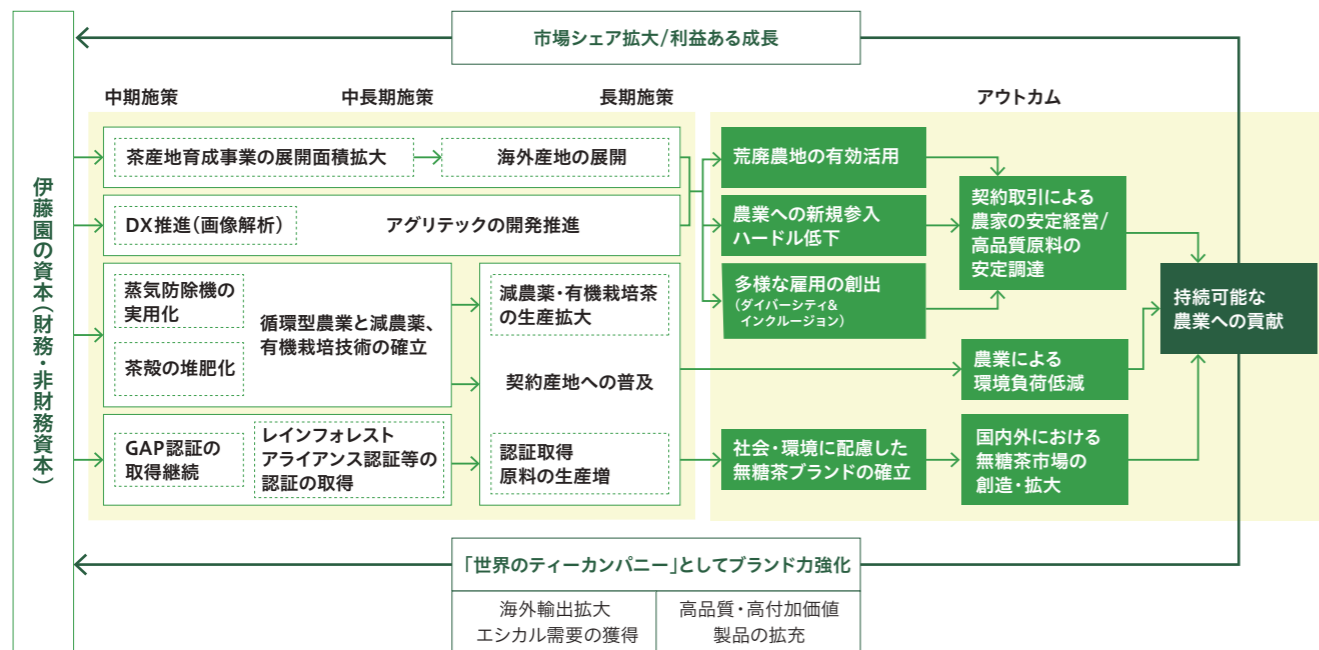 市場シェア拡大/利益ある成長
中期施策
中長期施策
長期施策
アウトカム
伊藤園の資本（財務・非財務資本）
茶産地育成事業の展開面積拡大
海外産地の展開
DX推進（画像解析）
アグリテックの開発推進
蒸気防除機の
実用化
茶殻の堆肥化
循環型農業と減農薬、
有機栽培技術の確立
減農薬・有機栽培茶
の生産拡大
契約産地への普及
GAP認証の
取得継続
レインフォレスト
アライアンス認証等の
認証の取得
認証取得
原料の生産増
荒廃農地の有効活用
農業への新規参入
ハードル低下
多様な雇用の創出
（ダイバーシティ&
インクルージョン）
契約取引による
農家の安定経営/
高品質原料の
安定調達
農業による
環境負荷低減
社会・環境に配慮した
無糖茶ブランドの確立
国内外における
無糖茶市場の
創造・拡大
持続可能な
農業への貢献
「世界のティーカンパニー」としてブランド力強化
海外輸出拡大
エシカル需要の獲得
高品質・高付加価値
製品の拡充